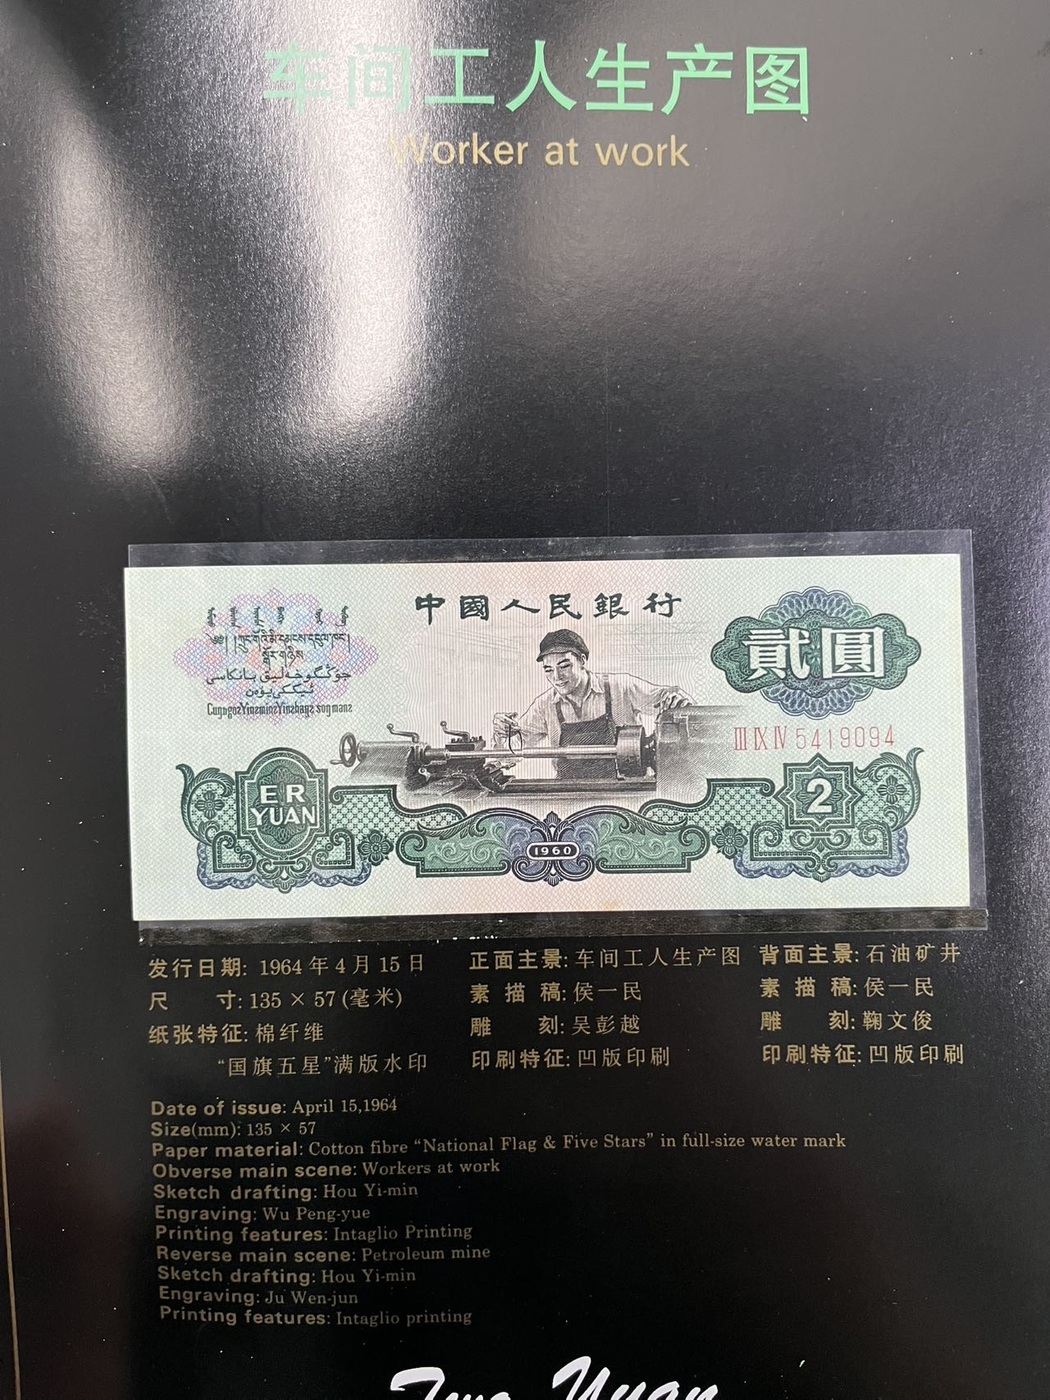 车间工人生产图
Worker at work
中國人民銀行
貳圓
ⅢⅨⅣ5419094
ER
YUAN
1960
2
发行日期: 1964年4月15日
尺 寸: 135 × 57 (毫米)
纸张特征: 棉纤维
“国旗五星”满版水印
正面主景: 车间工人生产图
素描稿: 侯一民
雕 刻: 吴彭越
印刷特征: 凹版印刷
背面主景: 石油矿井
素描稿: 侯一民
雕 刻: 鞠文俊
印刷特征: 凹版印刷
Date of issue: April 15,1964
Size(mm): 135 × 57
Paper material: Cotton fibre “National Flag & Five Stars” in full-size water mark
Obverse main scene: Workers at work
Sketch drafting: Hou Yi-min
Engraving: Wu Peng-yue
Printing features: Intaglio Printing
Reverse main scene: Petroleum mine
Sketch drafting: Hou Yi-min
Engraving: Ju Wen-jun
Printing features: Intaglio printing
Two Yuan